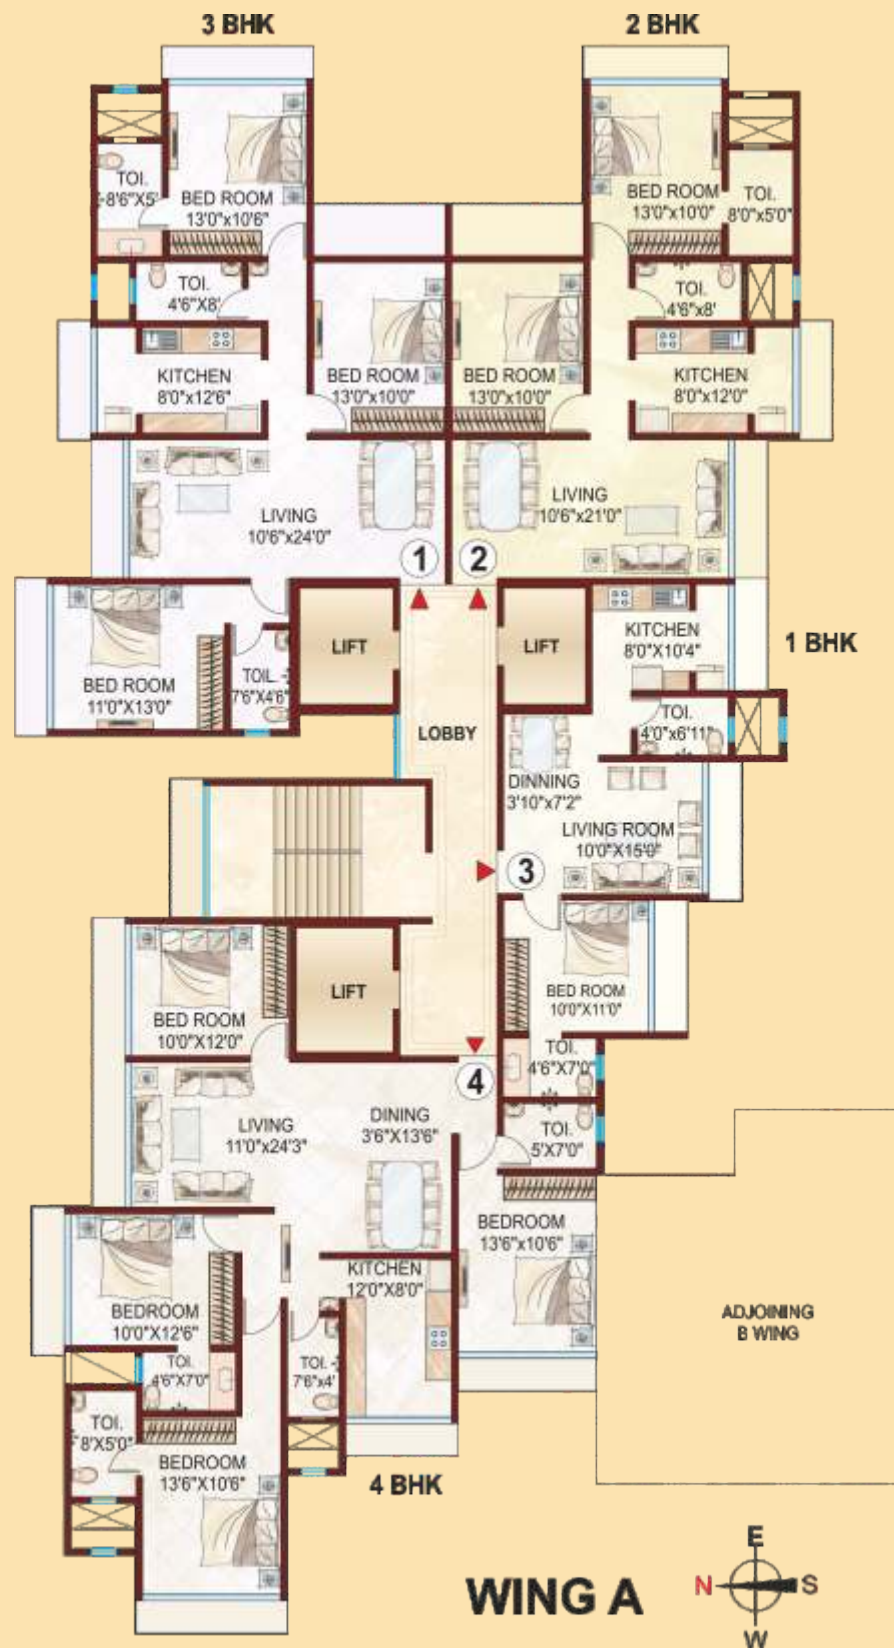 3 BHK
2 BHK
TOI.
8'6"X5'
BED ROOM
13'0"x10'6"
BED ROOM
13'0"x10'0"
TOI.
8'0"x5'0"
TOI.
4'6"X8'
TOI.
4'6"x8'
KITCHEN
8'0"x12'6"
BED ROOM
13'0"x10'0"
BED ROOM
13'0"x10'0"
KITCHEN
8'0"x12'0"
LIVING
10'6"x24'0"
LIVING
10'6"x21'0"
1
2
LIFT
LIFT
KITCHEN
8'0"X10'4"
1 BHK
BED ROOM
11'0"X13'0"
TOIL.
7'6"X4'6"
LOBBY
TOI.
4'0"x6'11"
DINNING
3'10"x7'2"
LIVING ROOM
10'0"X15'0"
3
BED ROOM
10'0"X12'0"
LIFT
BED ROOM
10'0"X11'0"
TOI.
4'6"X7'0"
4
LIVING
11'0"x24'3"
DINING
3'6"X13'6"
TOI.
5'X7'0"
BEDROOM
13'6"x10'6"
KITCHEN
12'0"X8'0"
BEDROOM
10'0"X12'6"
ADJOINING
B WING
TOI.
4'6"X7'0"
TOI.
7'6"x4'
TOI.
8'X5'0"
BEDROOM
13'6"X10'6"
4 BHK
WING A
E
N
S
W